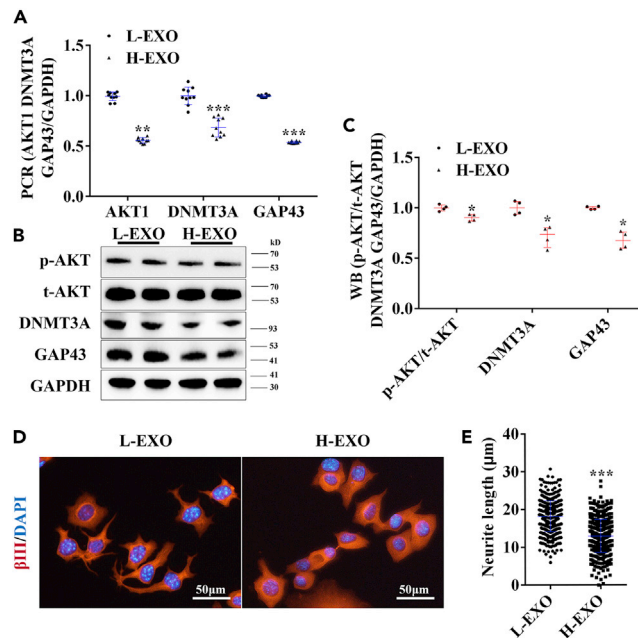 A
L-EXO
H-EXO
PCR (AKT1 DNMT3A
GAP43/GAPDH)
1.5
1.0
0.5
0.0
**
***
***
AKT1 DNMT3A GAP43
B
L-EXO H-EXO
kD
p-AKT
70
53
t-AKT
70
53
DNMT3A
93
GAP43
53
41
GAPDH
41
30
C
L-EXO
H-EXO
WB (p-AKT/t-AKT
DNMT3A GAP43/GAPDH)
1.5
1.0
0.5
0.0
*
*
*
p-AKT/t-AKT
DNMT3A
GAP43
D
L-EXO H-EXO
βIII/DAPI
50μm
50μm
E
Neurite length (μm)
40
30
20
10
0
***
L-EXO
H-EXO